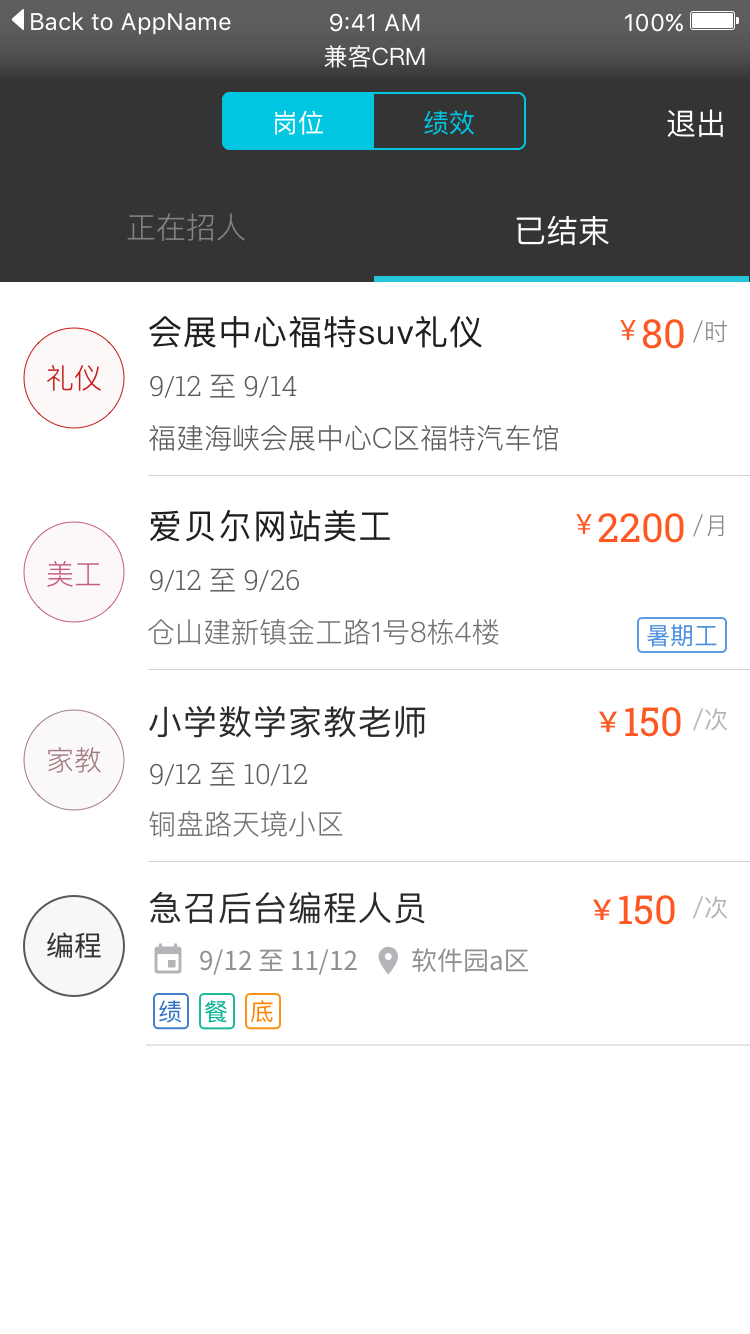 Back to AppName 9:41 AM 100%
兼客CRM
岗位 绩效 退出
正在招人 已结束
礼仪
会展中心福特suv礼仪 ¥80 /时
9/12 至 9/14
福建海峡会展中心C区福特汽车馆
美工
爱贝尔网站美工 ¥2200 /月
9/12 至 9/26
仓山建新镇金工路1号8栋4楼 暑期工
家教
小学数学家教老师 ¥150 /次
9/12 至 10/12
铜盘路天境小区
编程
急召后台编程人员 ¥150 /次
9/12 至 11/12 软件园a区
绩 餐 底